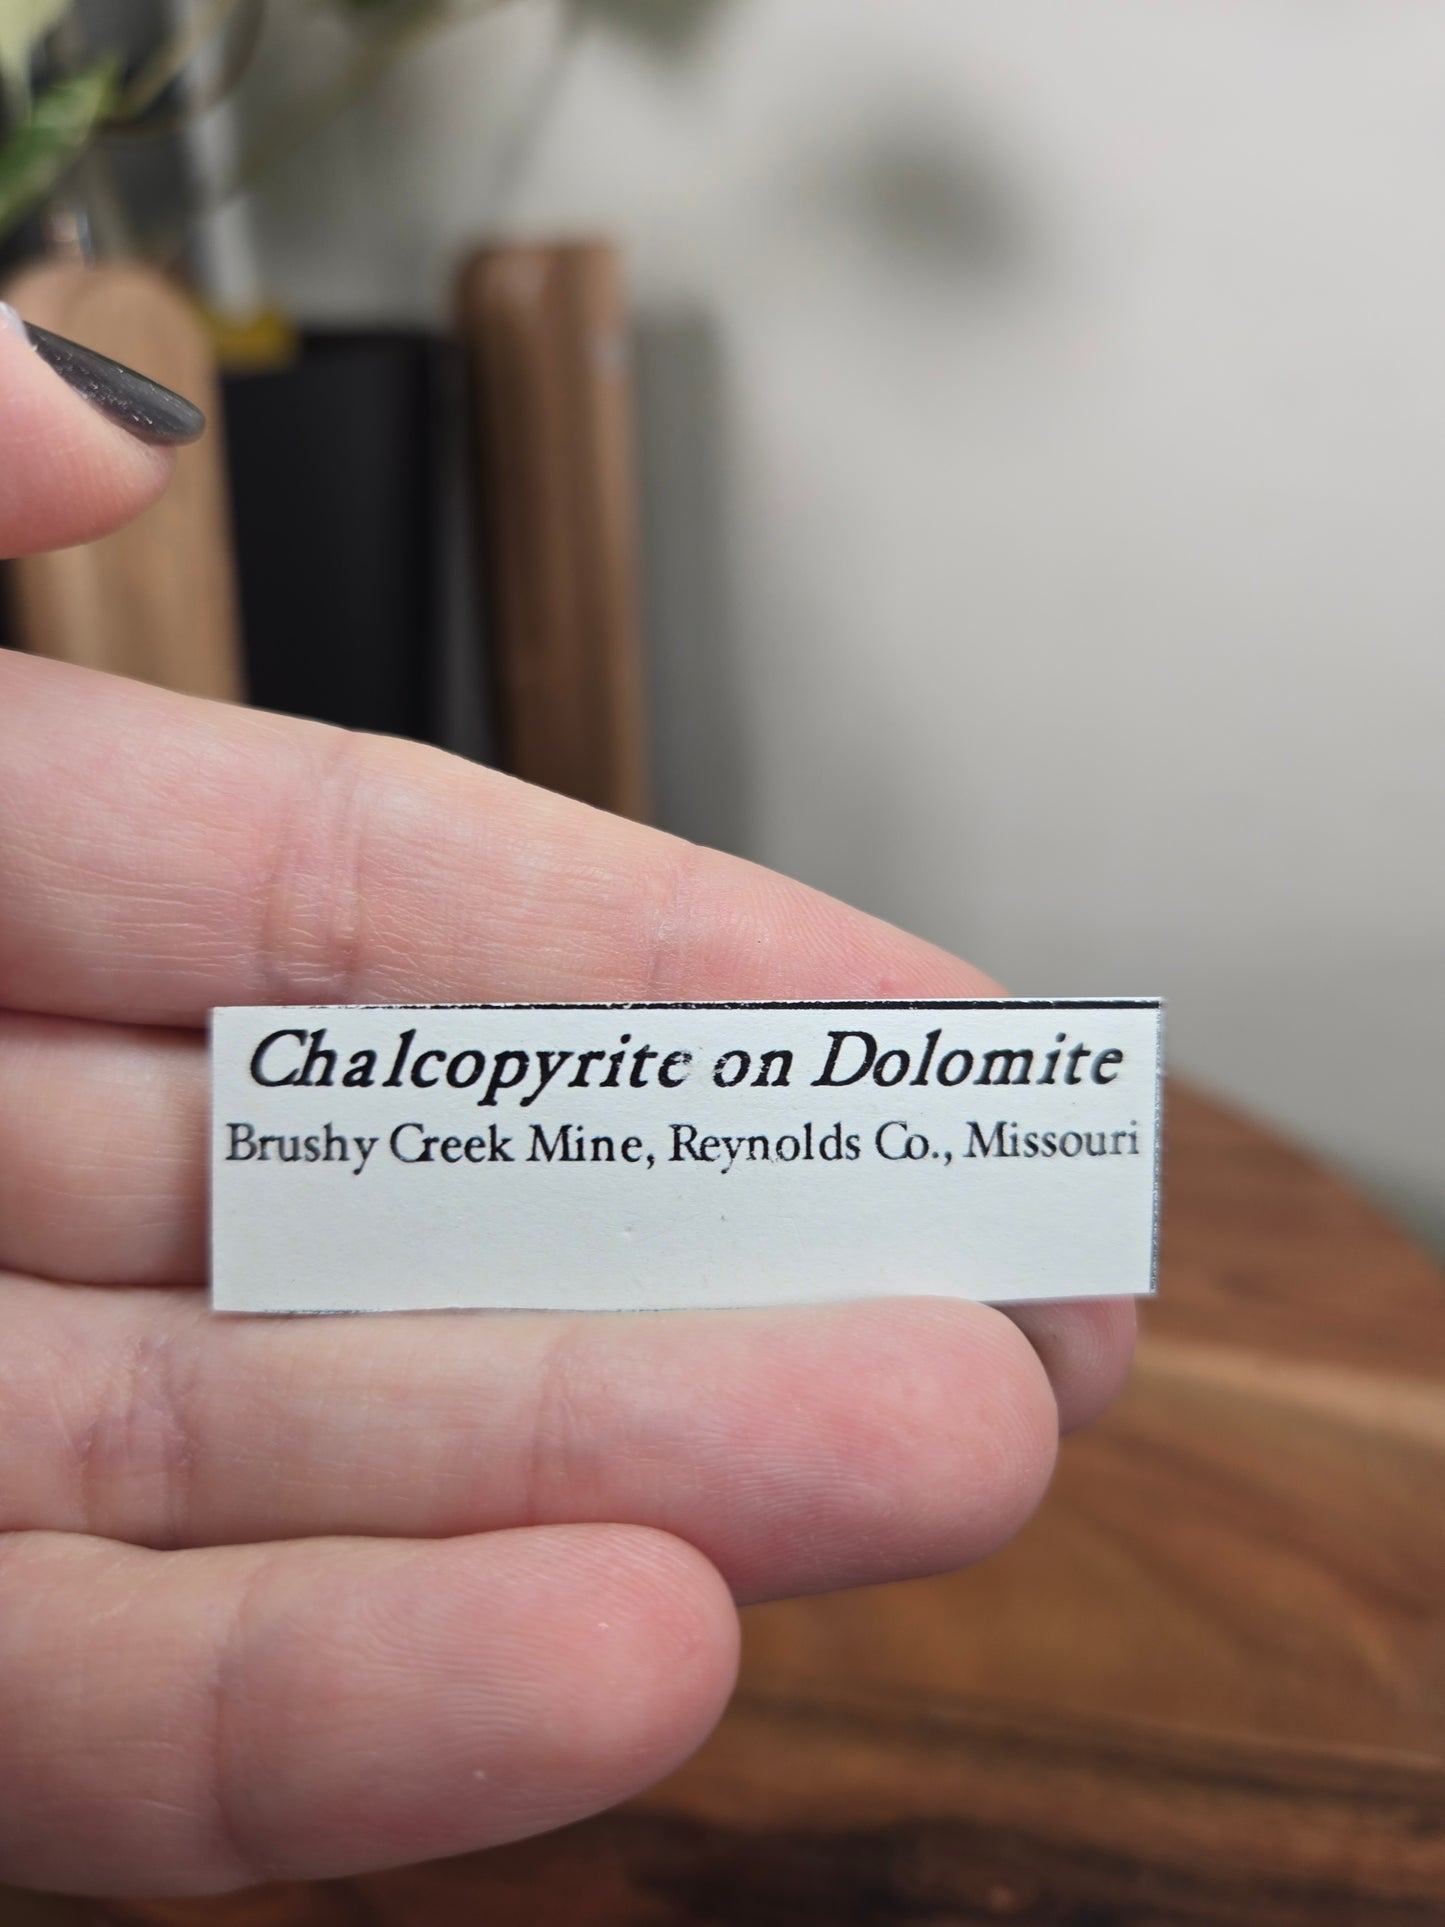 Chalcopyrite on Dolomite
Brushy Creek Mine, Reynolds Co., Missouri